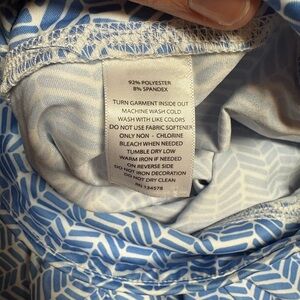 92% POLYESTER
8% SPANDEX
TURN GARMENT INSIDE OUT
MACHINE WASH COLD
WASH WITH LIKE COLORS
DO NOT USE FABRIC SOFTENER
ONLY NON - CHLORINE
BLEACH WHEN NEEDED
TUMBLE DRY LOW
WARM IRON IF NEEDED
ON REVERSE SIDE
DO NOT IRON DECORATION
DO NOT DRY CLEAN
RN 134578